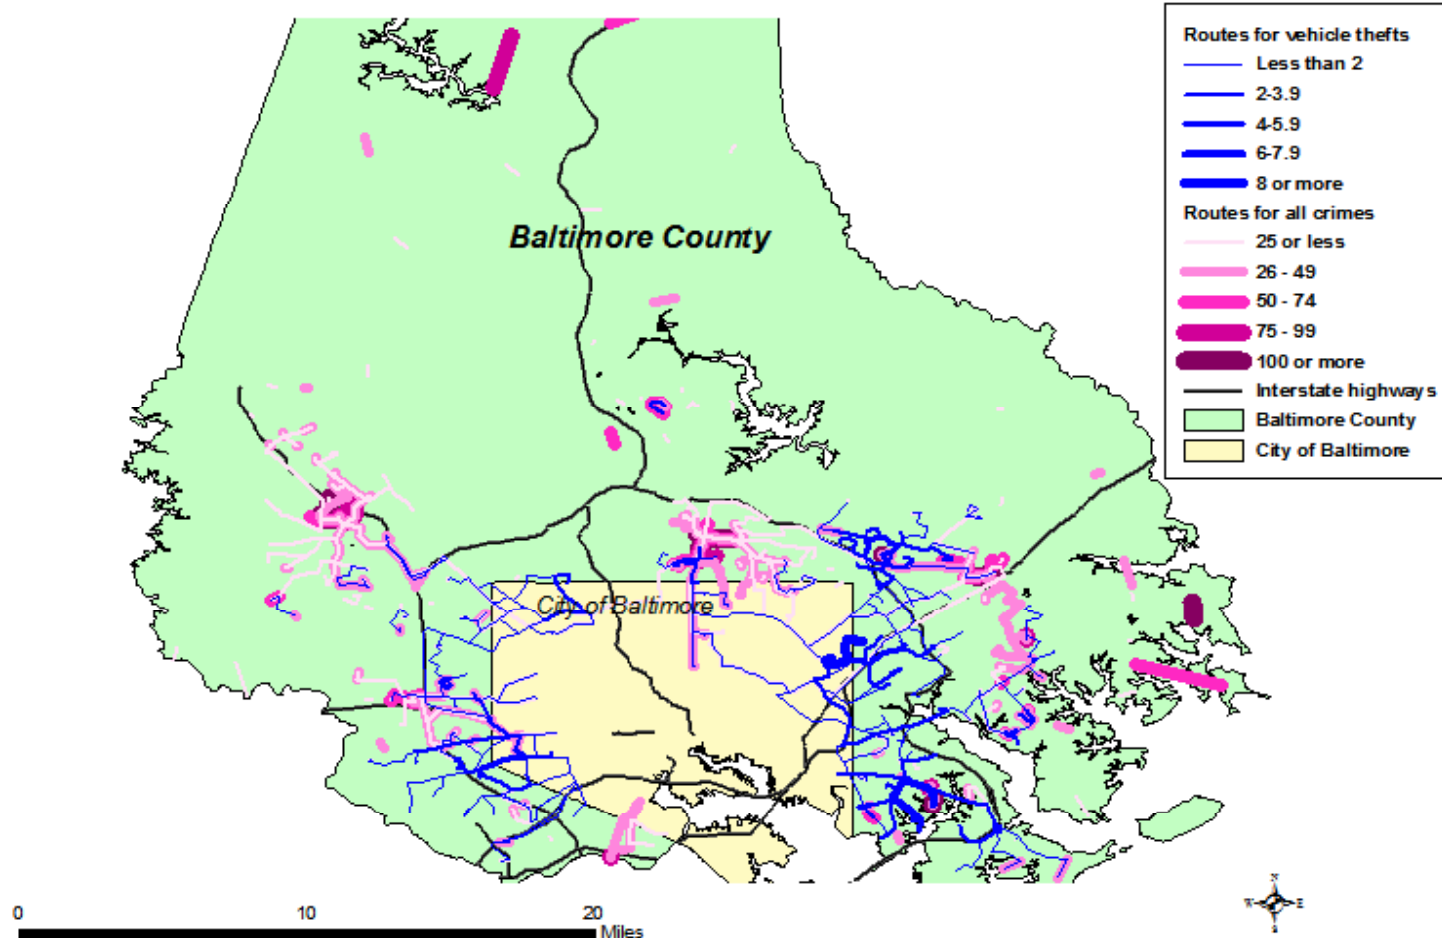 Routes for vehicle thefts
Less than 2
2-3.9
4-5.9
6-7.9
8 or more
Routes for all crimes
25 or less
26 - 49
50 - 74
75 - 99
100 or more
Interstate highways
Baltimore County
City of Baltimore
Baltimore County
City of Baltimore
0 10 20
Miles
N
W E
S